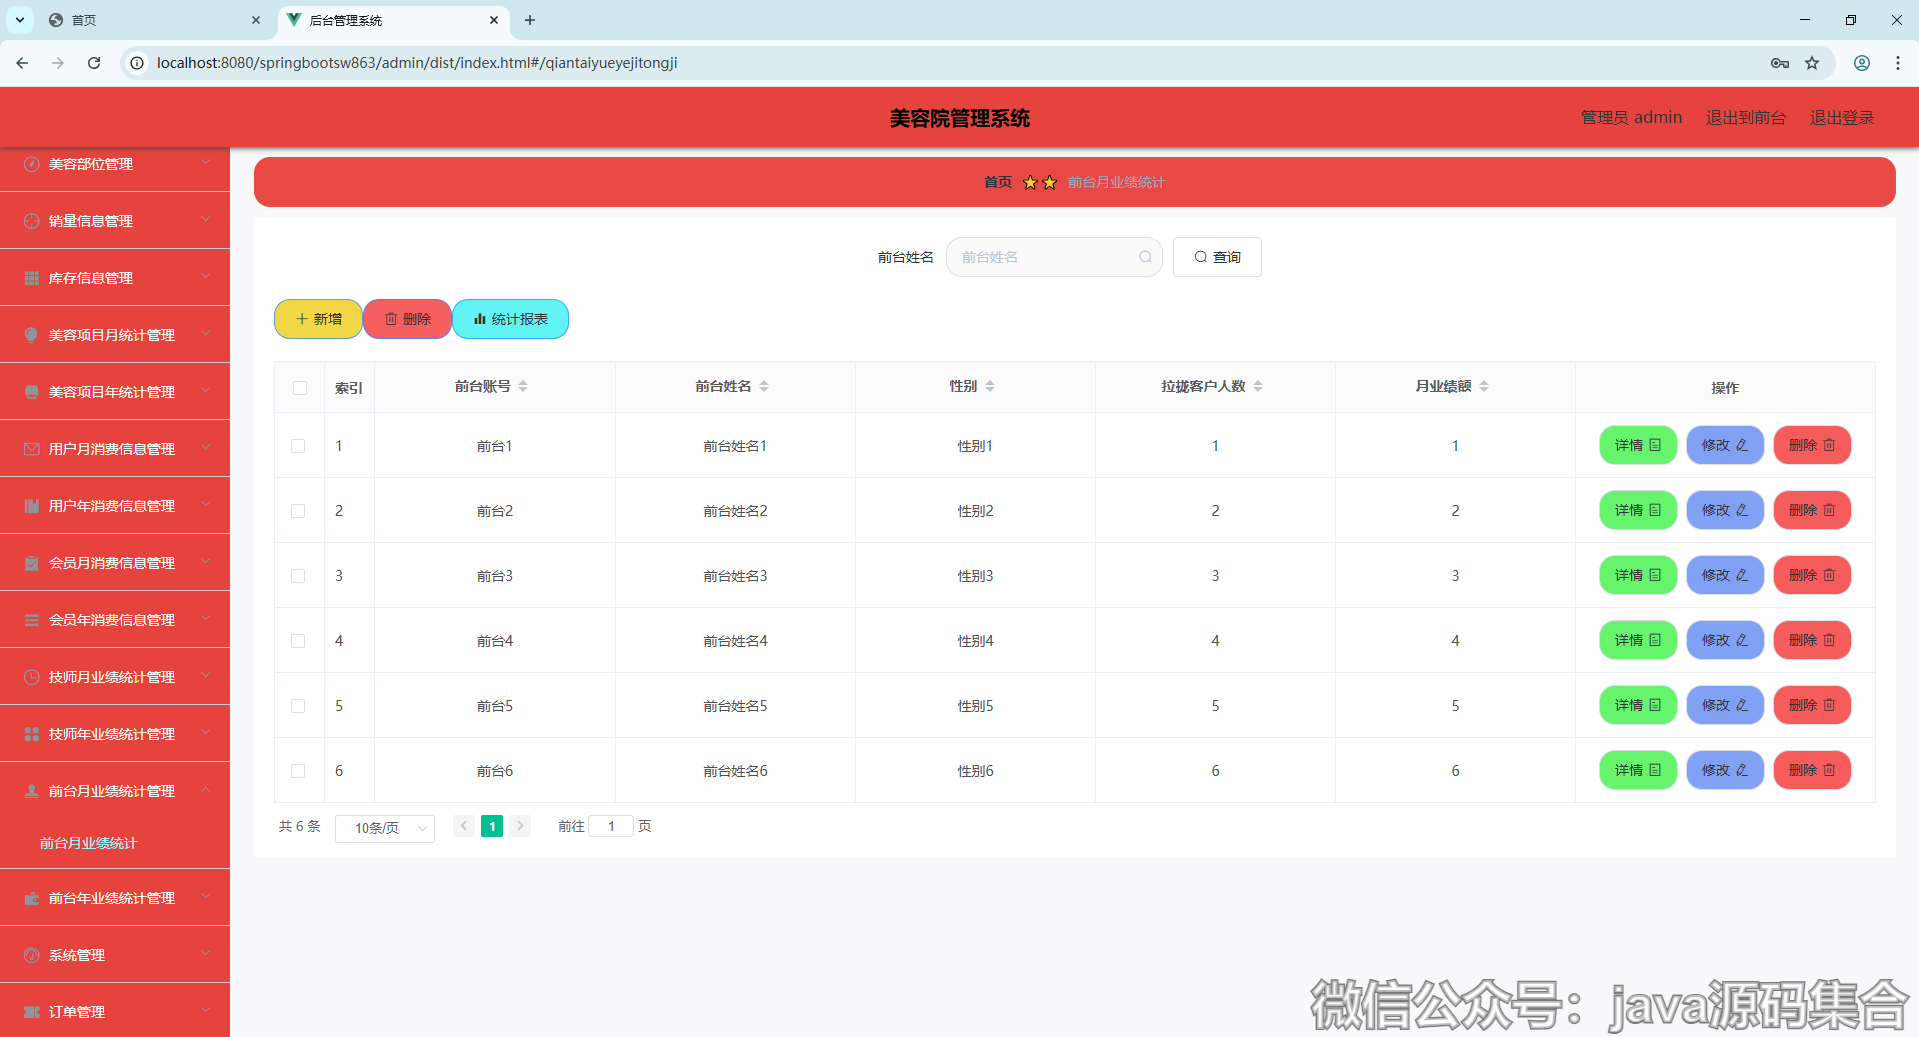 首页
后台管理系统
localhost:8080/springbootsw863/admin/dist/index.html#/qiantaiyueyejitongji
美容院管理系统
管理员 admin 退出到前台 退出登录
美容部位管理
销量信息管理
库存信息管理
美容项目月统计管理
美容项目年统计管理
用户月消费信息管理
用户年消费信息管理
会员月消费信息管理
会员年消费信息管理
技师月业绩统计管理
技师年业绩统计管理
前台月业绩统计管理
前台月业绩统计
前台年业绩统计管理
系统管理
订单管理
首页 前台月业绩统计
前台姓名 前台姓名 查询
新增 删除 统计报表
索引 前台账号 前台姓名 性别 拉拢客户人数 月业绩额 操作
1 前台1 前台姓名1 性别1 1 1 详情 修改 删除
2 前台2 前台姓名2 性别2 2 2 详情 修改 删除
3 前台3 前台姓名3 性别3 3 3 详情 修改 删除
4 前台4 前台姓名4 性别4 4 4 详情 修改 删除
5 前台5 前台姓名5 性别5 5 5 详情 修改 删除
6 前台6 前台姓名6 性别6 6 6 详情 修改 删除
共 6 条 10条/页 1 前往 1 页
微信公众号：java源码集合